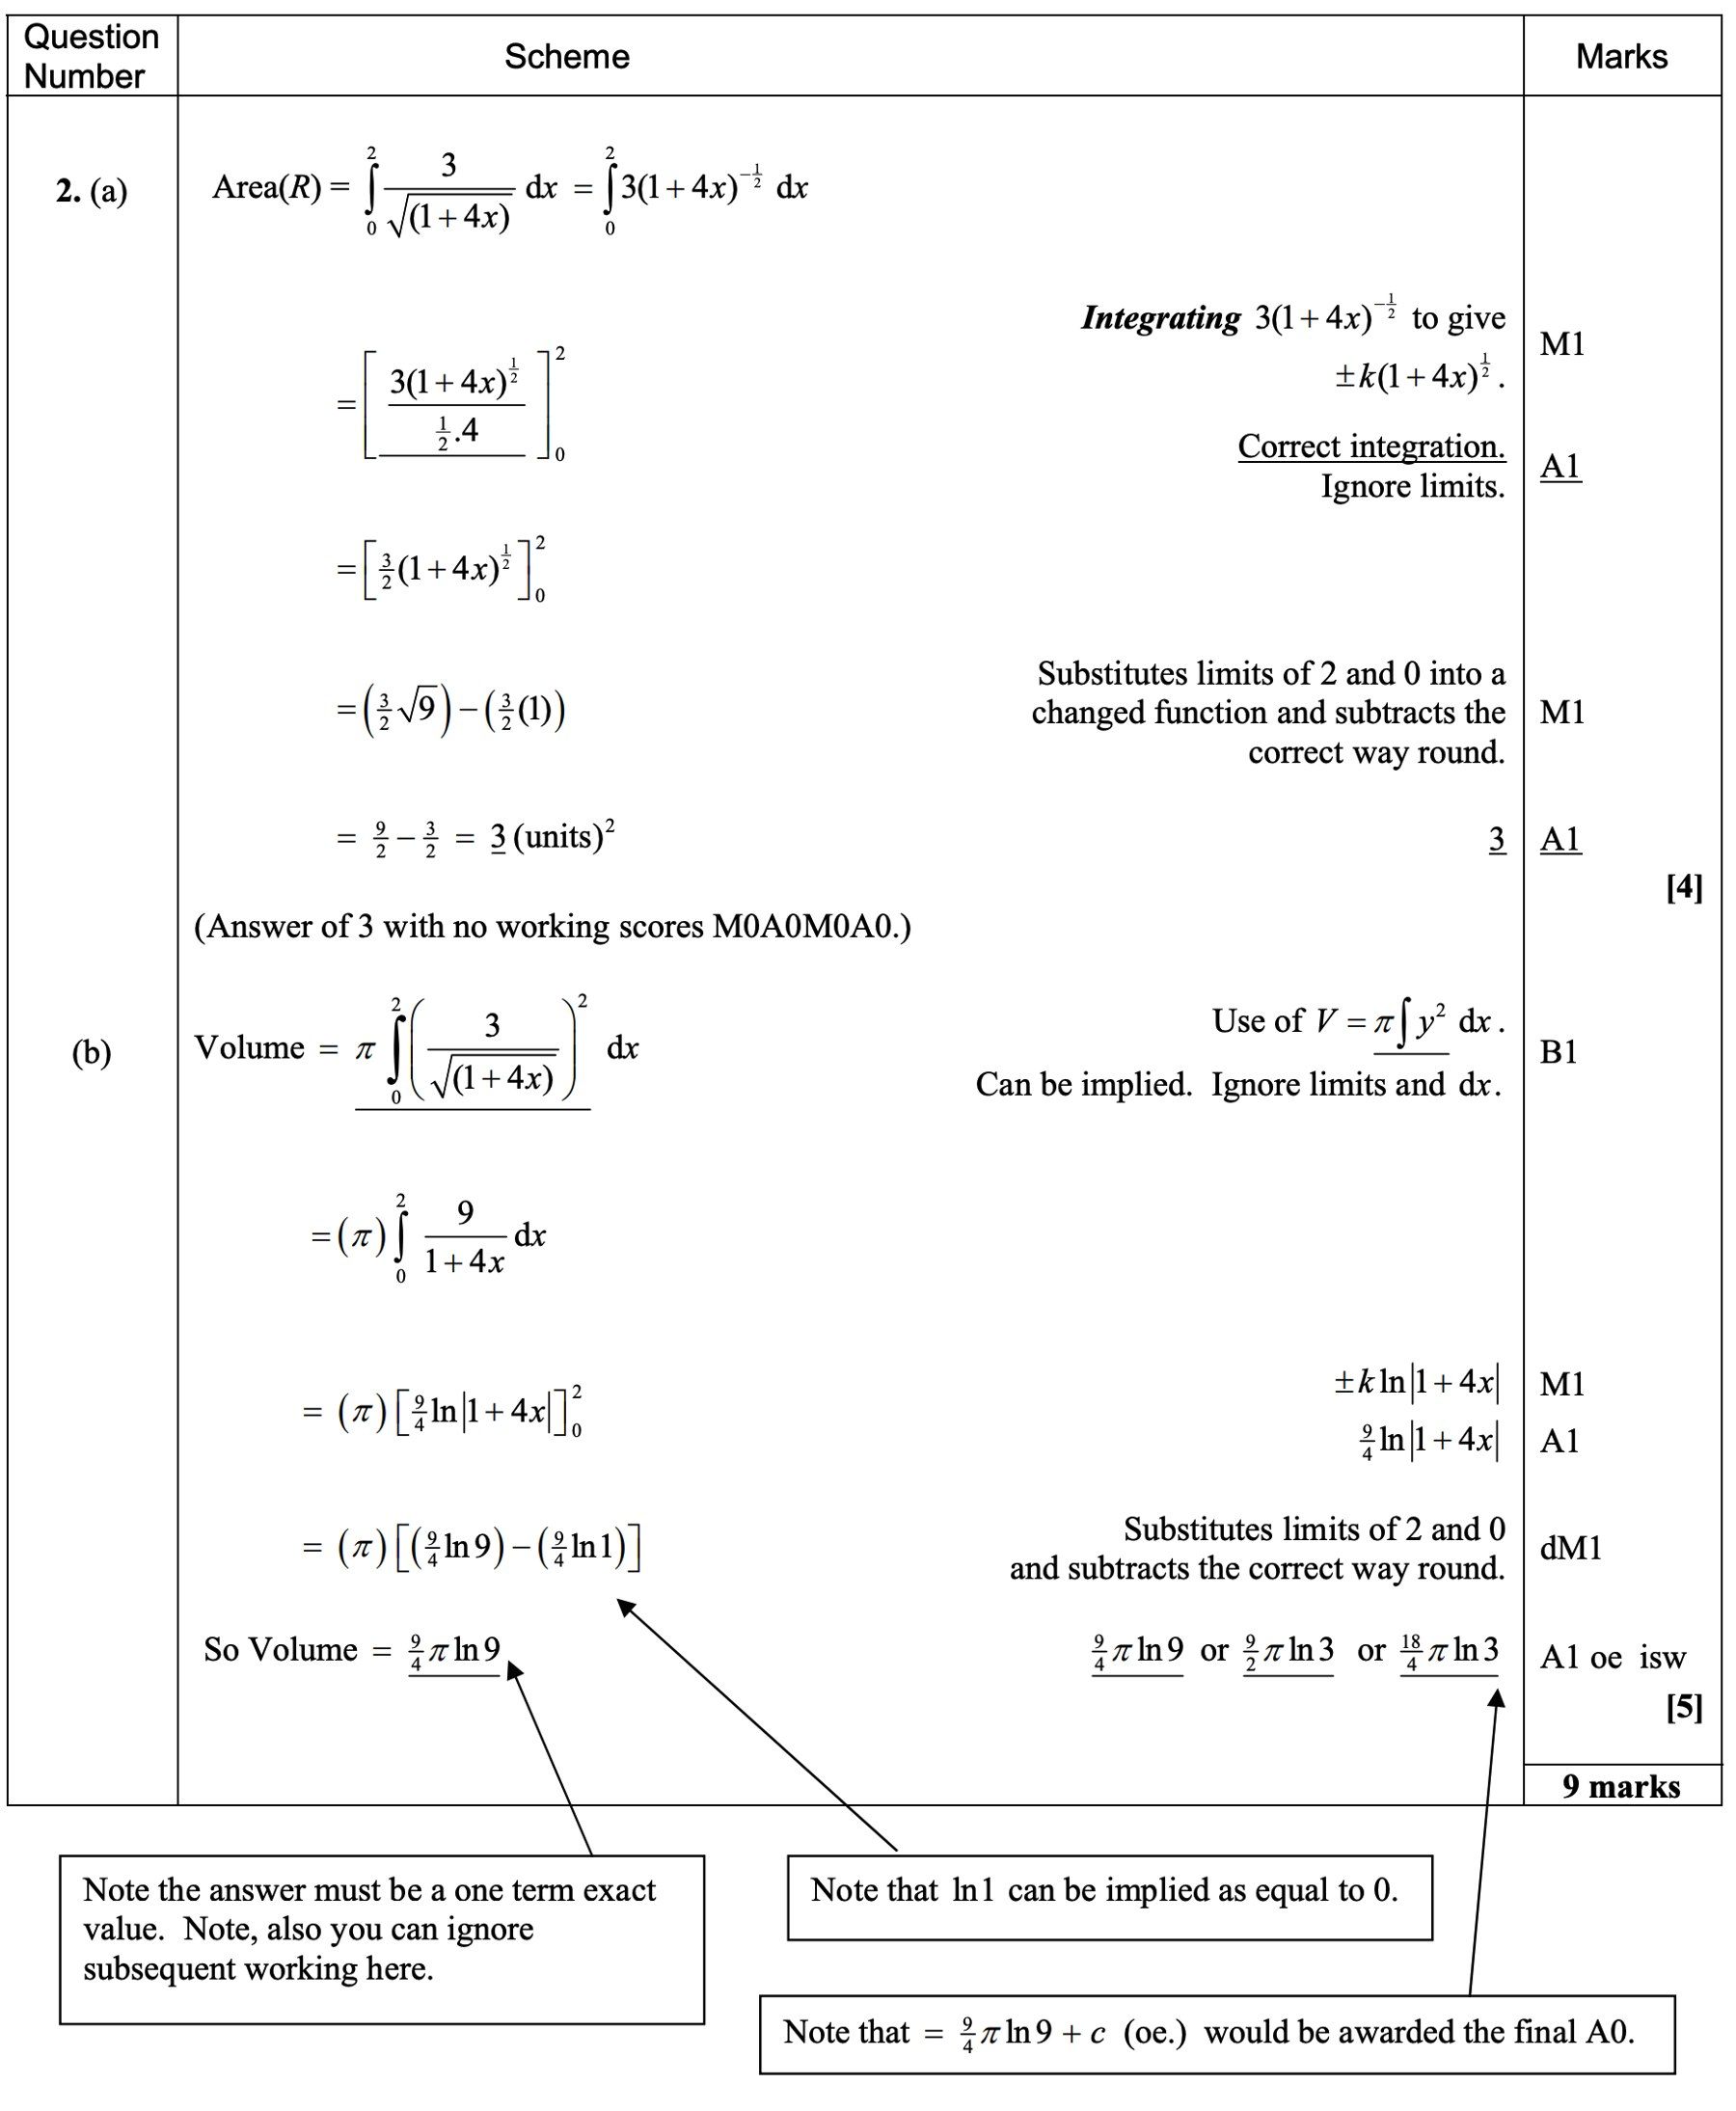 Question Number Scheme Marks
2. (a) Area(R) = ∫₀² 3/√(1+4x) dx = ∫₀² 3(1+4x)^(-1/2) dx
Integrating 3(1+4x)^(-1/2) to give
±k(1+4x)^(1/2). M1
= [3(1+4x)^(1/2) / (1/2 .4)]₀²
Correct integration. A1
Ignore limits.
= [3/2(1+4x)^(1/2)]₀²
= (3/2 √9) − (3/2 (1))
Substitutes limits of 2 and 0 into a
changed function and subtracts the M1
correct way round.
= 9/2 − 3/2 = 3 (units)² 3 A1
[4]
(Answer of 3 with no working scores M0A0M0A0.)
(b) Volume = π ∫₀² (3/√(1+4x))² dx
Use of V = π∫y² dx. B1
Can be implied. Ignore limits and dx.
= (π) ∫₀² 9/(1+4x) dx
±k ln|1+4x| M1
= (π) [9/4 ln|1+4x|]₀²
9/4 ln|1+4x| A1
= (π) [(9/4 ln 9) − (9/4 ln 1)]
Substitutes limits of 2 and 0
and subtracts the correct way round. dM1
So Volume = 9/4 π ln 9 9/4 π ln 9 or 9/2 π ln 3 or 18/4 π ln 3 A1 oe isw
[5]
9 marks
Note the answer must be a one term exact
value. Note, also you can ignore
subsequent working here.
Note that ln 1 can be implied as equal to 0.
Note that = 9/4 π ln 9 + c (oe.) would be awarded the final A0.